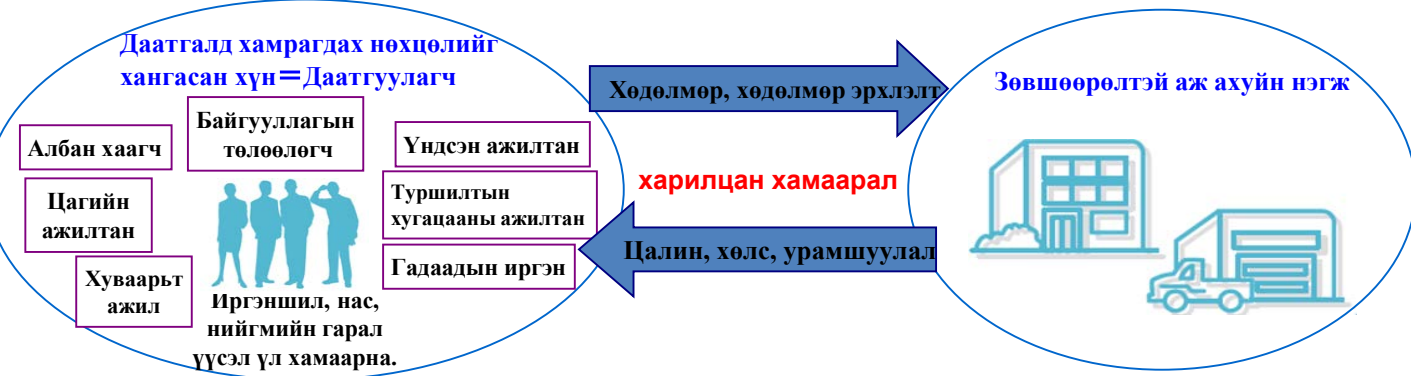 Даатгалд хамрагдах нөхцөлийг
хангасан хүн=Даатгуулагч
Албан хаагч
Байгууллагын
төлөөлөгч
Үндсэн ажилтан
Цагийн
ажилтан
Туршилтын
хугацааны ажилтан
Хуваарьт
ажил
Гадаадын иргэн
Иргэншил, нас,
нийгмийн гарал
үүсэл үл хамаарна.
Хөдөлмөр, хөдөлмөр эрхлэлт
харилцан хамаарал
Цалин, хөлс, урамшуулал
Зөвшөөрөлтэй аж ахуйн нэгж